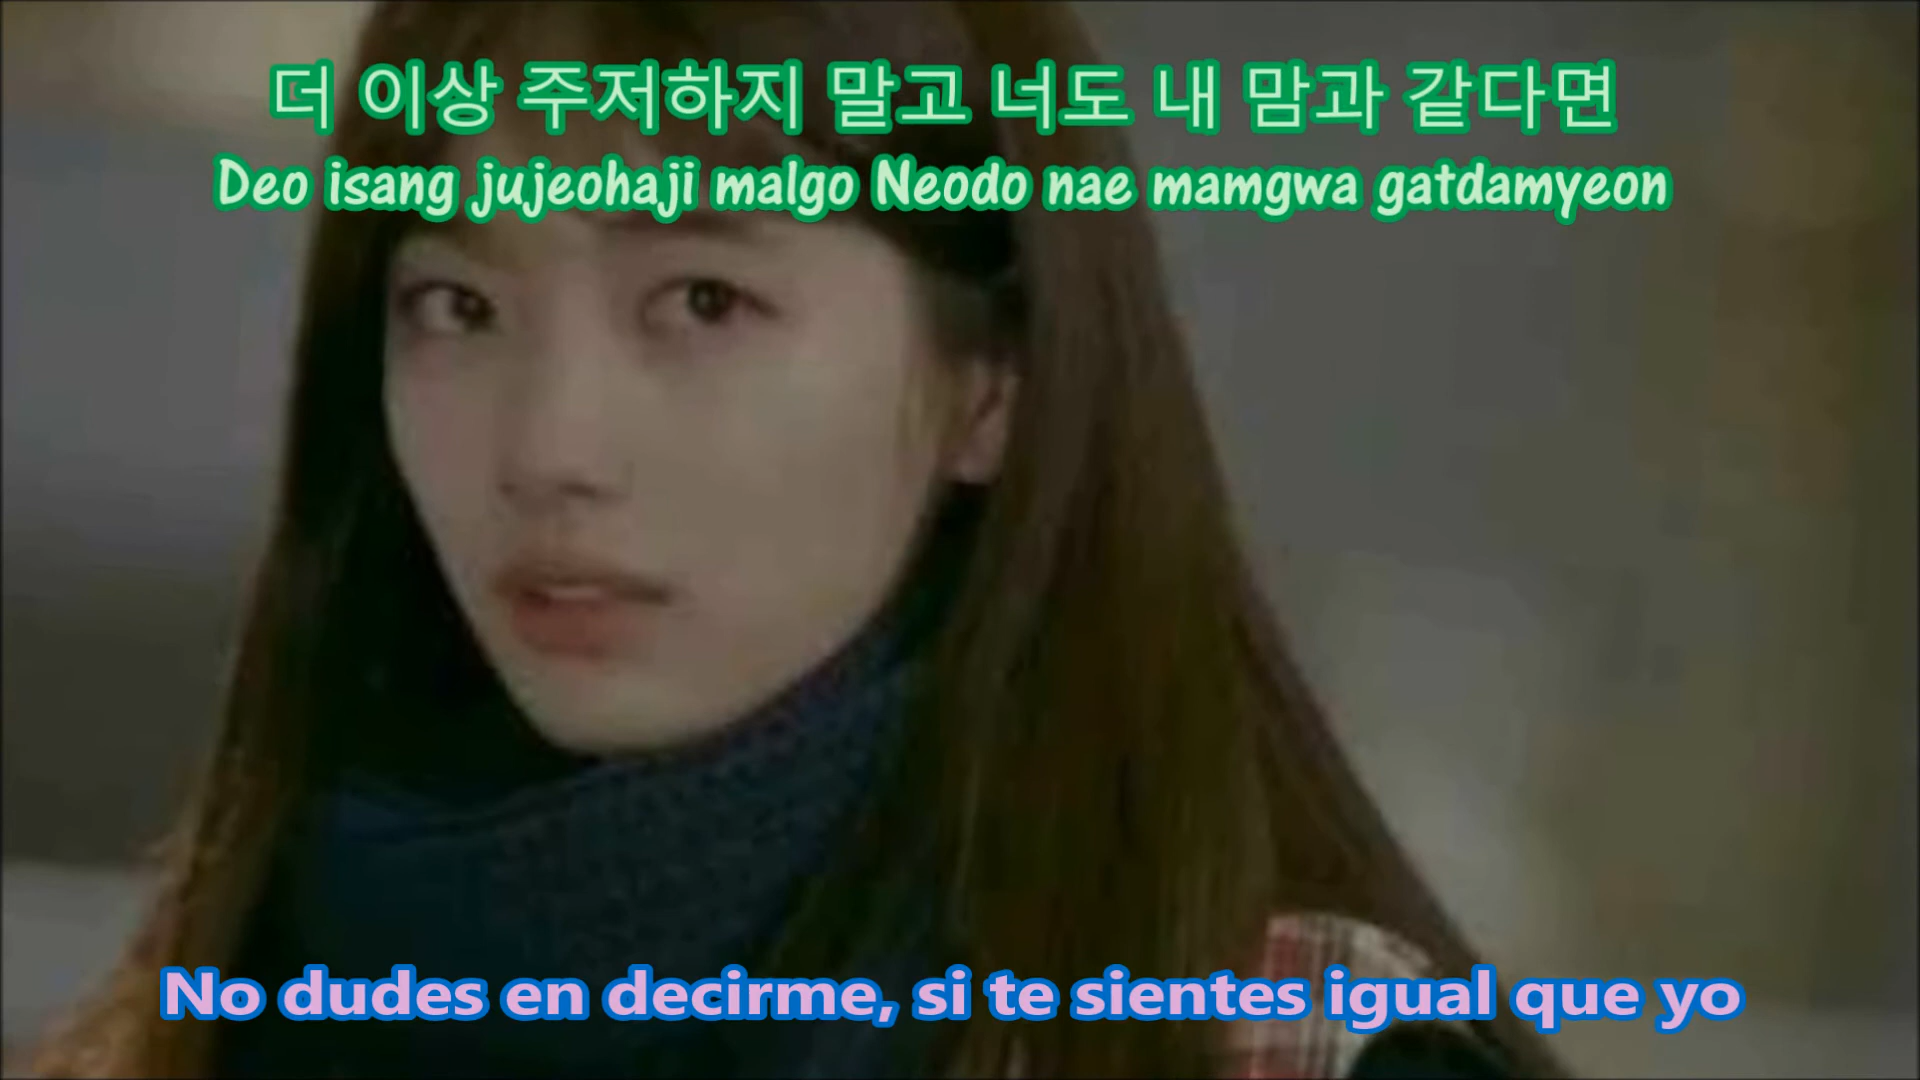 더 이상 주저하지 말고 너도 내 맘과 같다면
Deo isang jujeohaji malgo Neodo nae mamgwa gatdamyeon
No dudes en decirme, si te sientes igual que yo